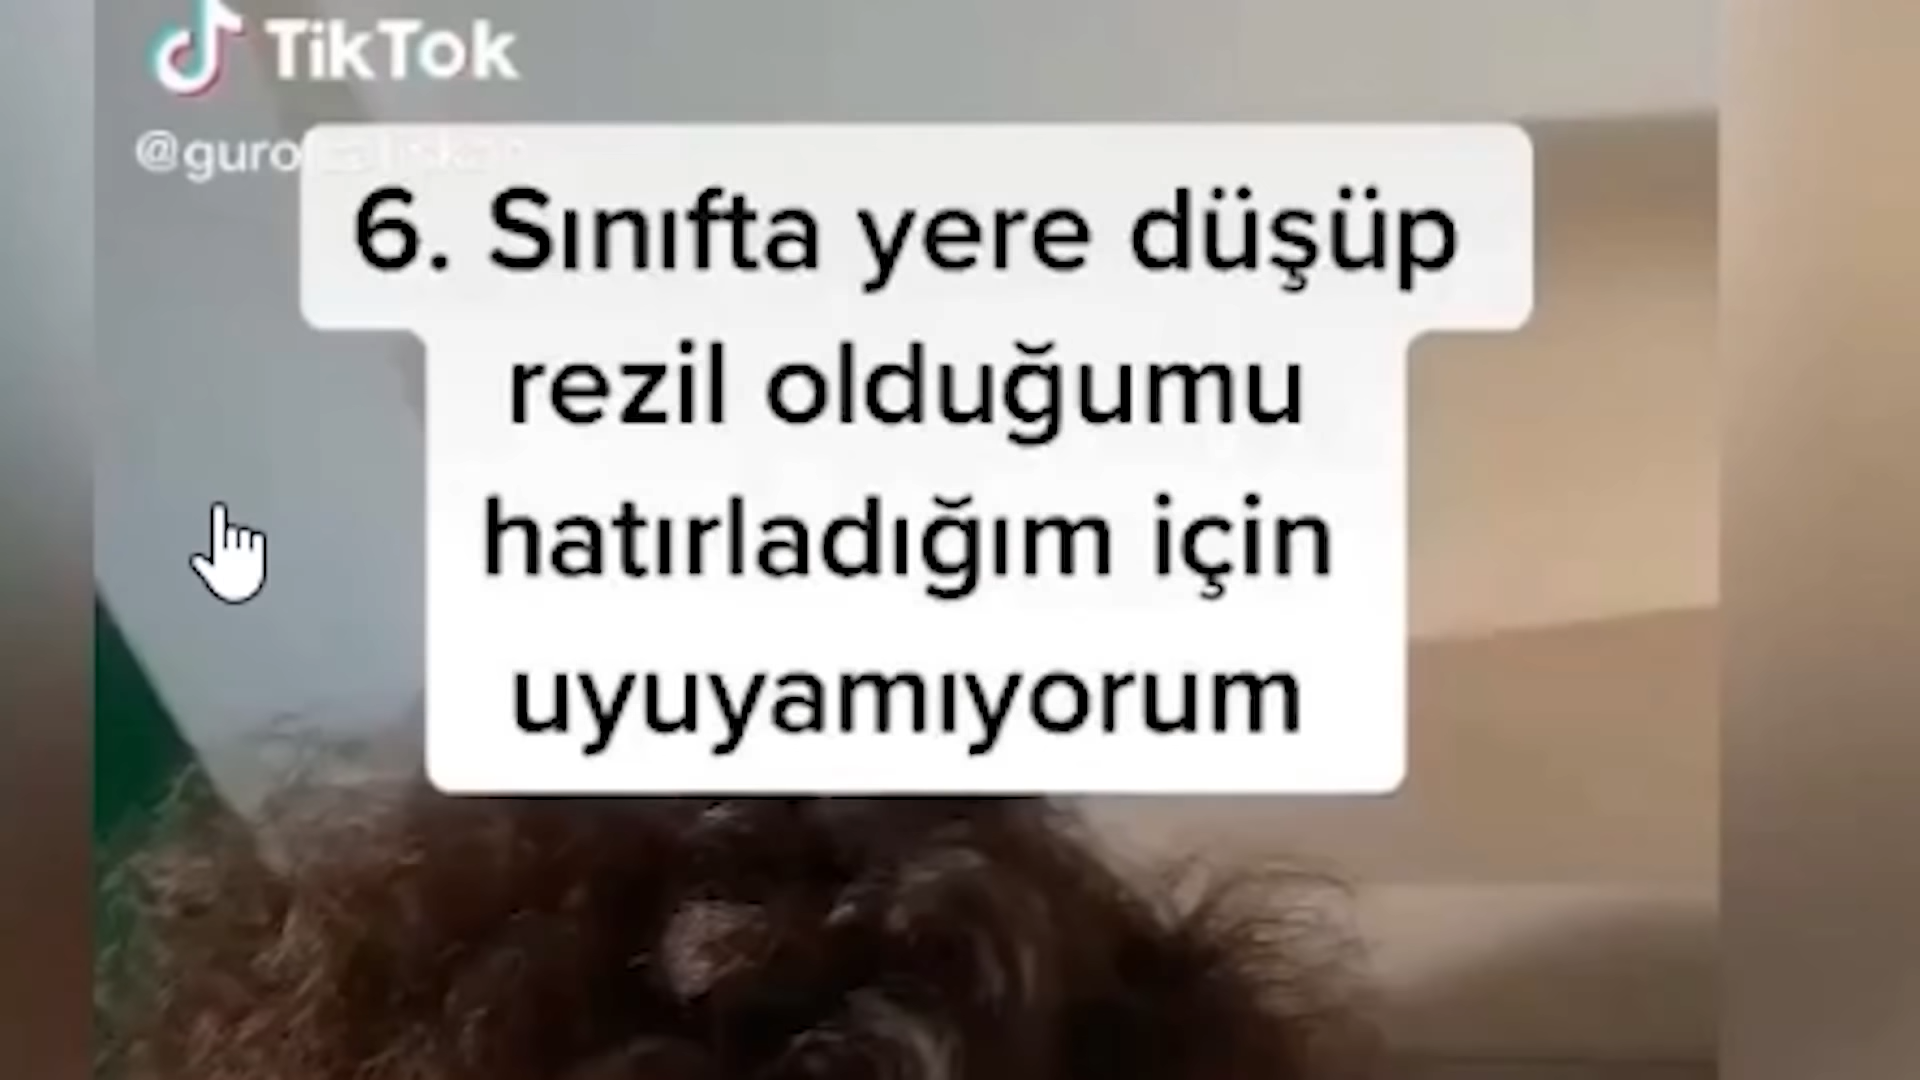 TikTok
6. Sınıfta yere düşüp
rezil olduğumu
hatırladığım için
uyuyamıyorum